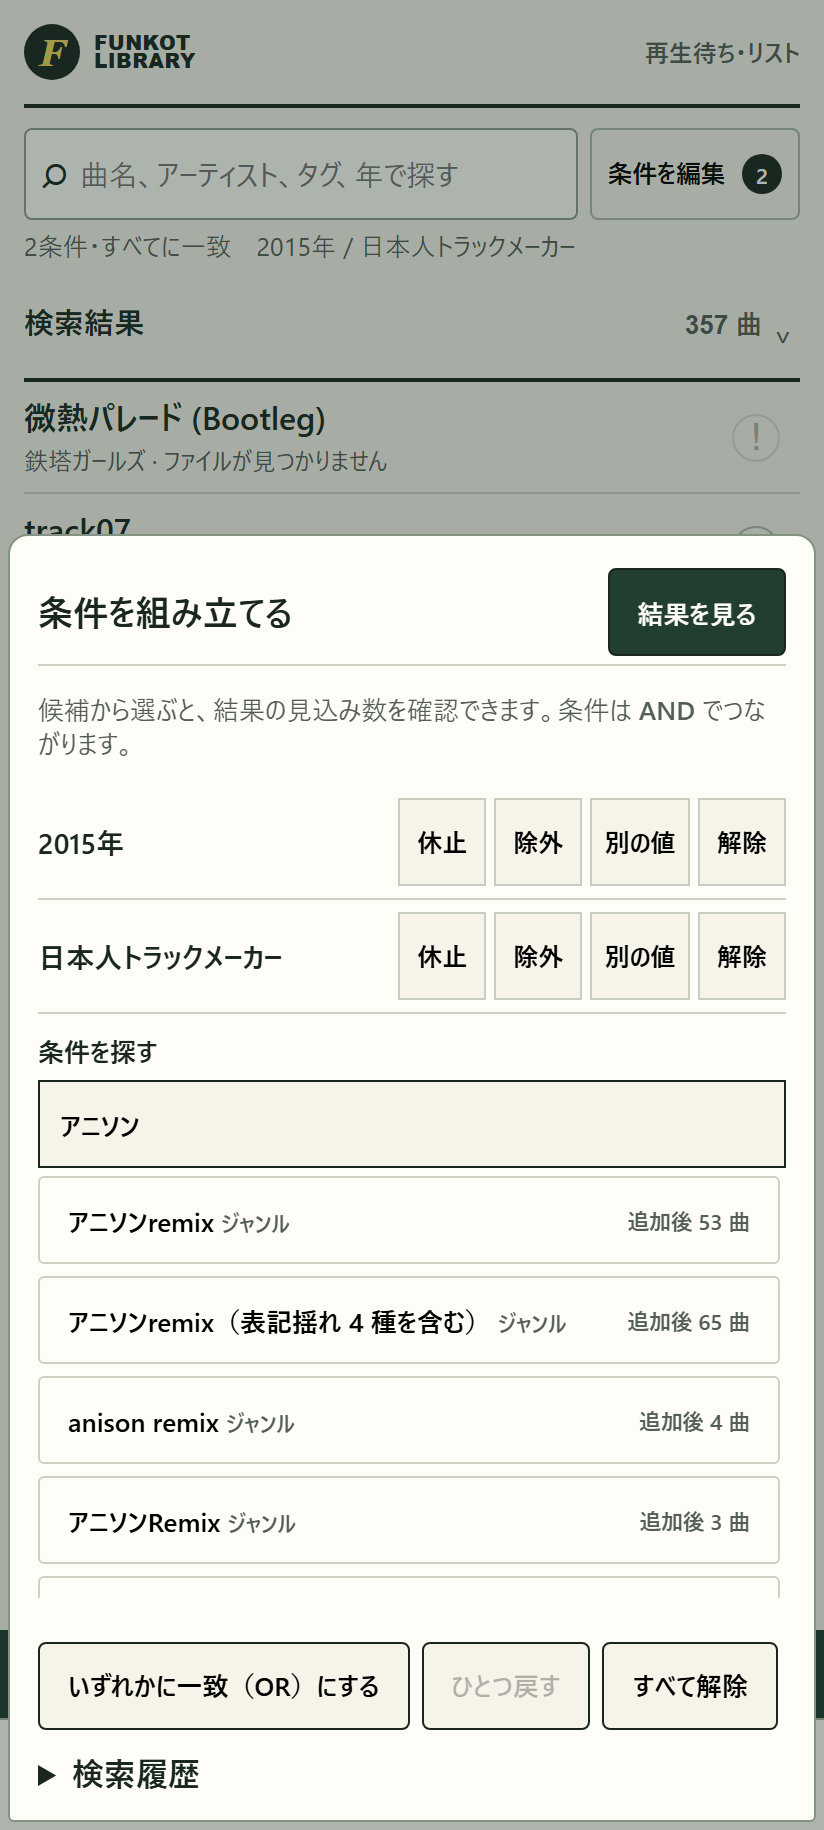 F FUNKOT LIBRARY
再生待ち・リスト
曲名、アーティスト、タグ、年で探す
条件を編集 2
2条件・すべてに一致 2015年 / 日本人トラックメーカー
検索結果
357 曲
微熱パレード (Bootleg)
鉄塔ガールズ · ファイルが見つかりません
!
track07
条件を組み立てる
結果を見る
候補から選ぶと、結果の見込み数を確認できます。条件は AND でつな
がります。
2015年 休止 除外 別の値 解除
日本人トラックメーカー 休止 除外 別の値 解除
条件を探す
アニソン
アニソンremix ジャンル 追加後 53 曲
アニソンremix（表記揺れ 4 種を含む） ジャンル 追加後 65 曲
anison remix ジャンル 追加後 4 曲
アニソンRemix ジャンル 追加後 3 曲
いずれかに一致（OR）にする ひとつ戻す すべて解除
▶ 検索履歴